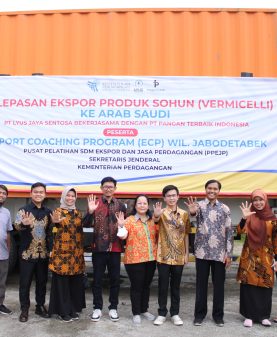 LEPASAN EKSPOR PRODUK SOHUN (VERMICELLI)
KE ARAB SAUDI
PT LYUS JAYA SENTOSA BEKERJASAMA DENGAN PT PANGAN TERBAIK INDONESIA
PESERTA
PORT COACHING PROGRAM (ECP) WIL. JABODETABEK
PUSAT PELATIHAN SDM EKSPOR DAN JASA PERDAGANGAN (PPEJP)
SEKRETARIS JENDERAL
KEMENTERIAN PERDAGANGAN